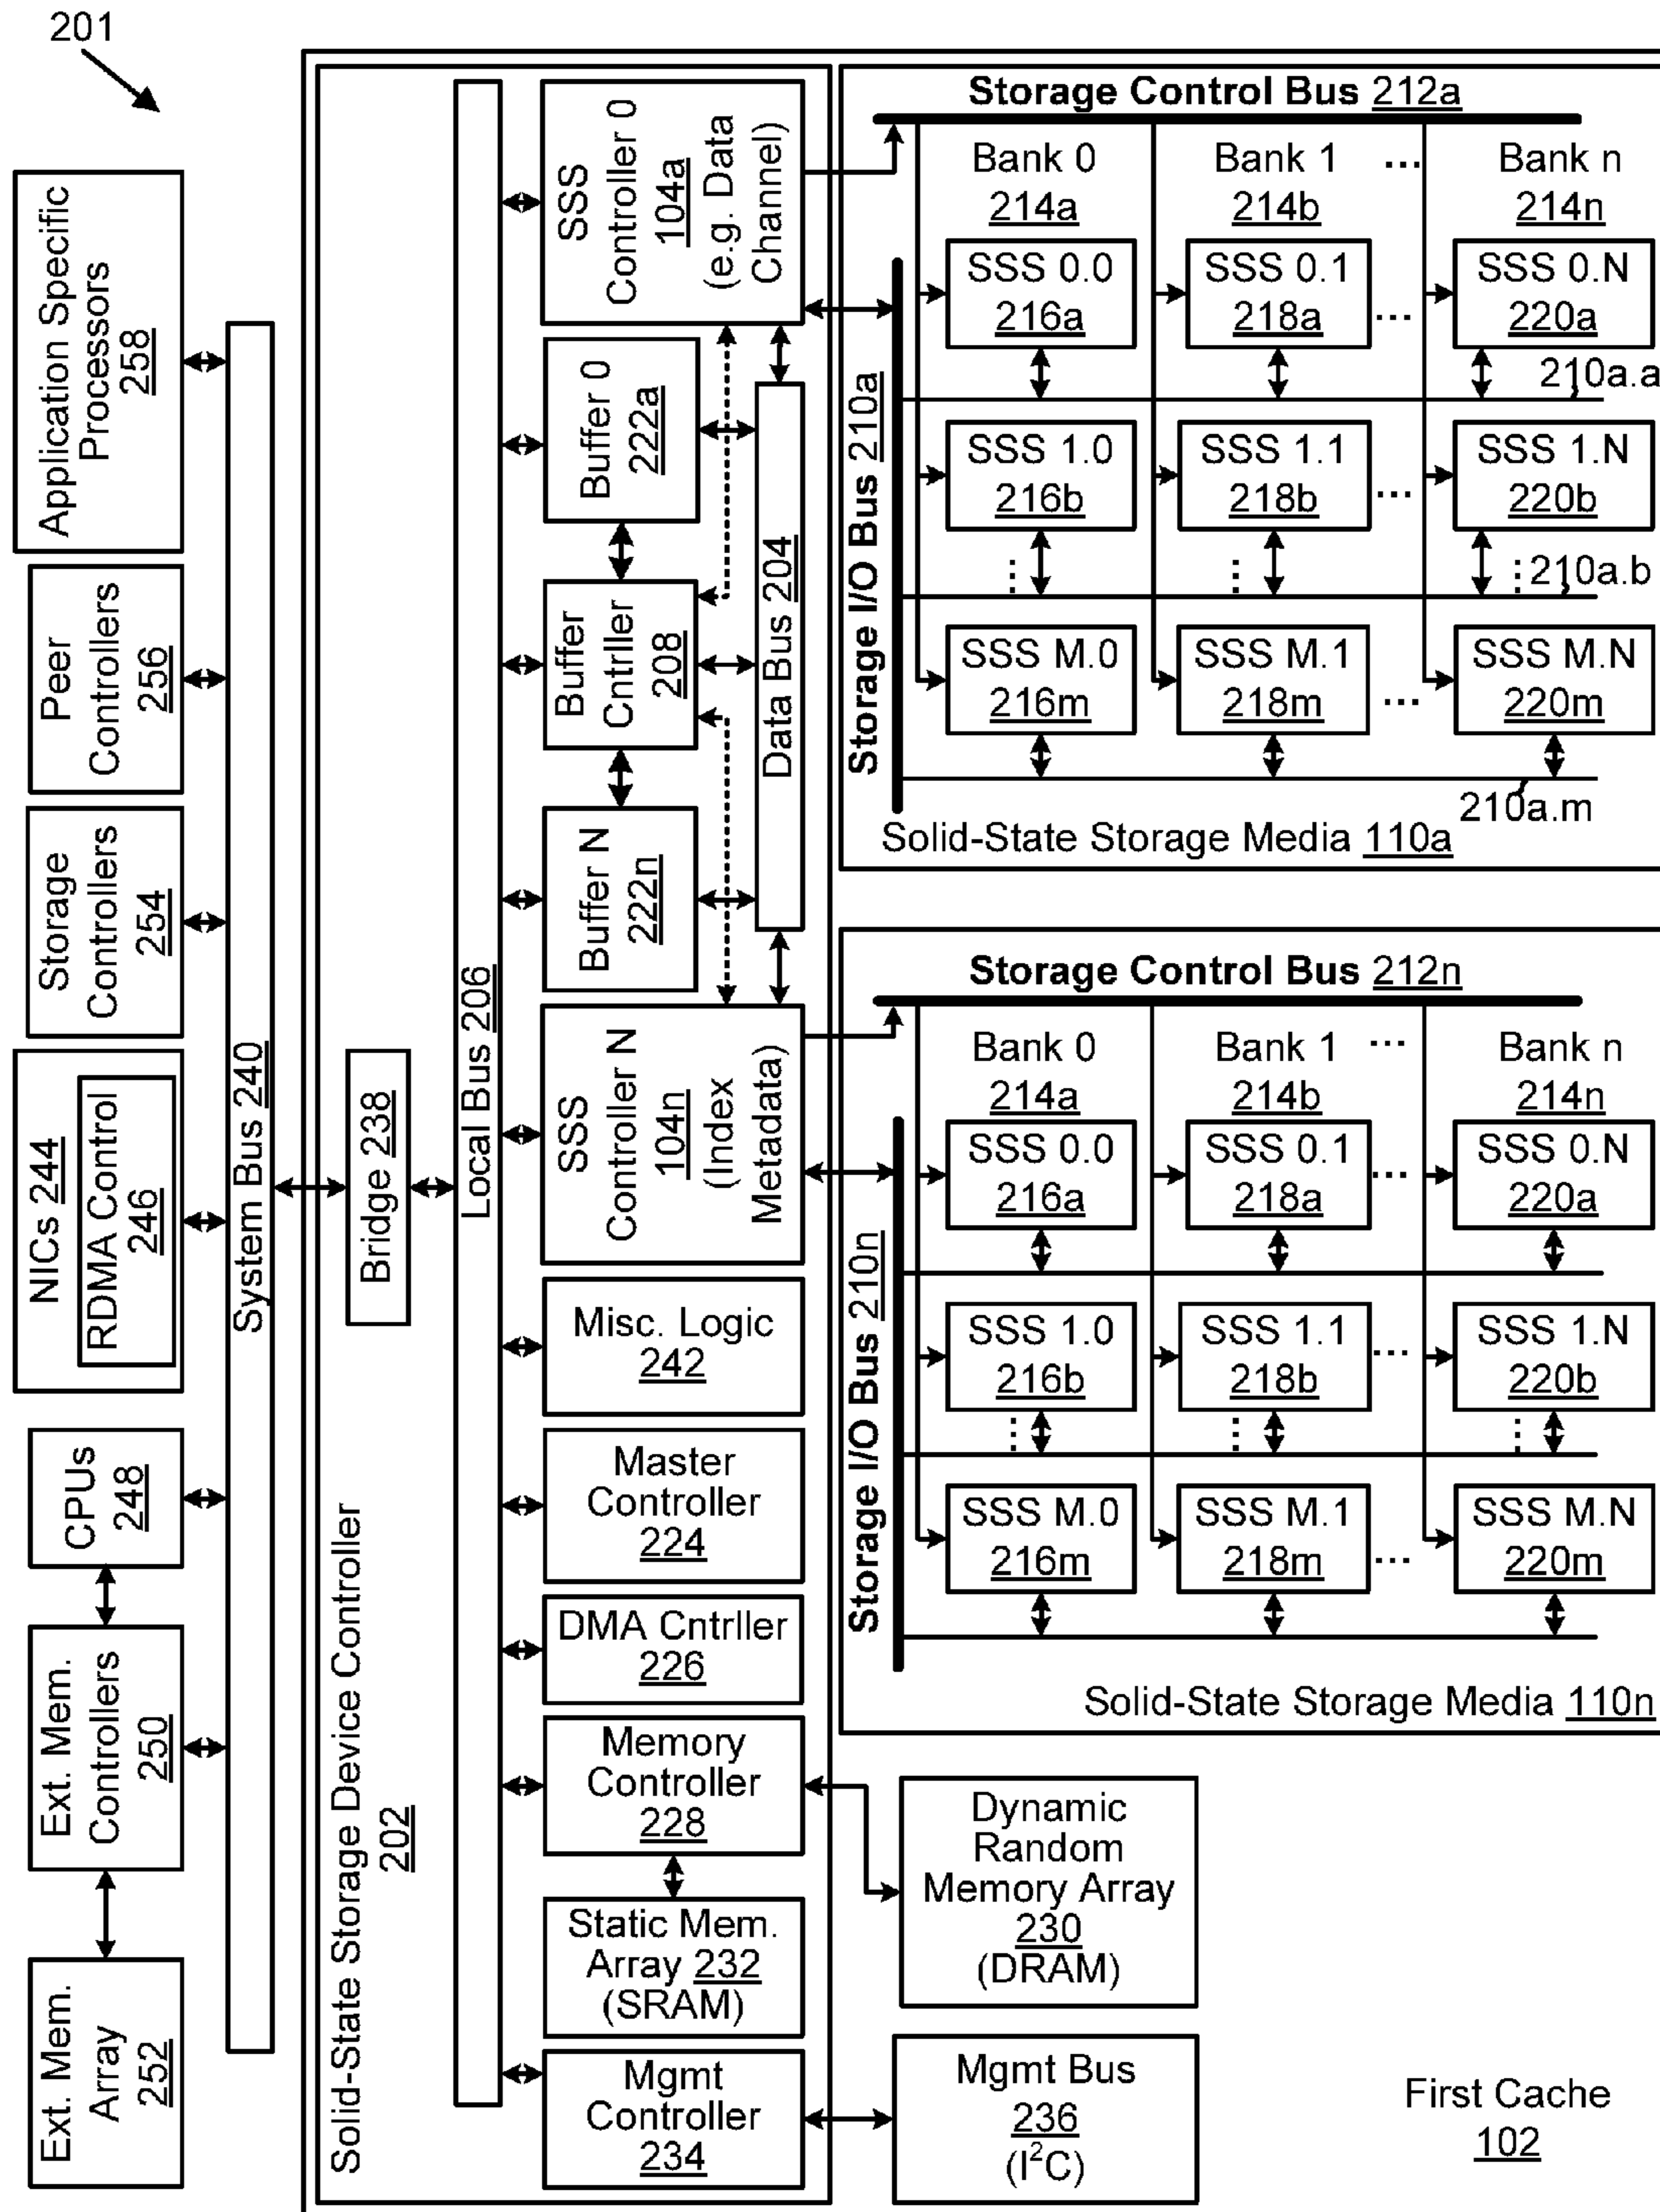 201
Application Specific
Processors
258
Peer
Controllers
256
Storage
Controllers
254
NICs 244
RDMA Control
246
CPUs
248
Ext. Mem.
Controllers
250
Ext. Mem.
Array
252
System Bus 240
Solid-State Storage Device Controller
202
Bridge 238
Local Bus 206
SSS
Controller 0
104a
(e.g. Data
Channel)
Buffer 0
222a
Buffer
Cntrller
208
Buffer N
222n
Data Bus 204
SSS
Controller N
104n
(Index
Metadata)
Misc. Logic
242
Master
Controller
224
DMA Cntrller
226
Memory
Controller
228
Static Mem.
Array 232
(SRAM)
Mgmt
Controller
234
Storage Control Bus 212a
Bank 0
214a
Bank 1
214b
...
Bank n
214n
Storage I/O Bus 210a
SSS 0.0
216a
SSS 0.1
218a
...
SSS 0.N
220a
210a.a
SSS 1.0
216b
SSS 1.1
218b
...
SSS 1.N
220b
210a.b
SSS M.0
216m
SSS M.1
218m
...
SSS M.N
220m
210a.m
Solid-State Storage Media 110a
Storage Control Bus 212n
Bank 0
214a
Bank 1
214b
...
Bank n
214n
Storage I/O Bus 210n
SSS 0.0
216a
SSS 0.1
218a
...
SSS 0.N
220a
SSS 1.0
216b
SSS 1.1
218b
...
SSS 1.N
220b
SSS M.0
216m
SSS M.1
218m
...
SSS M.N
220m
Solid-State Storage Media 110n
Dynamic
Random
Memory Array
230
(DRAM)
Mgmt Bus
236
(I²C)
First Cache
102